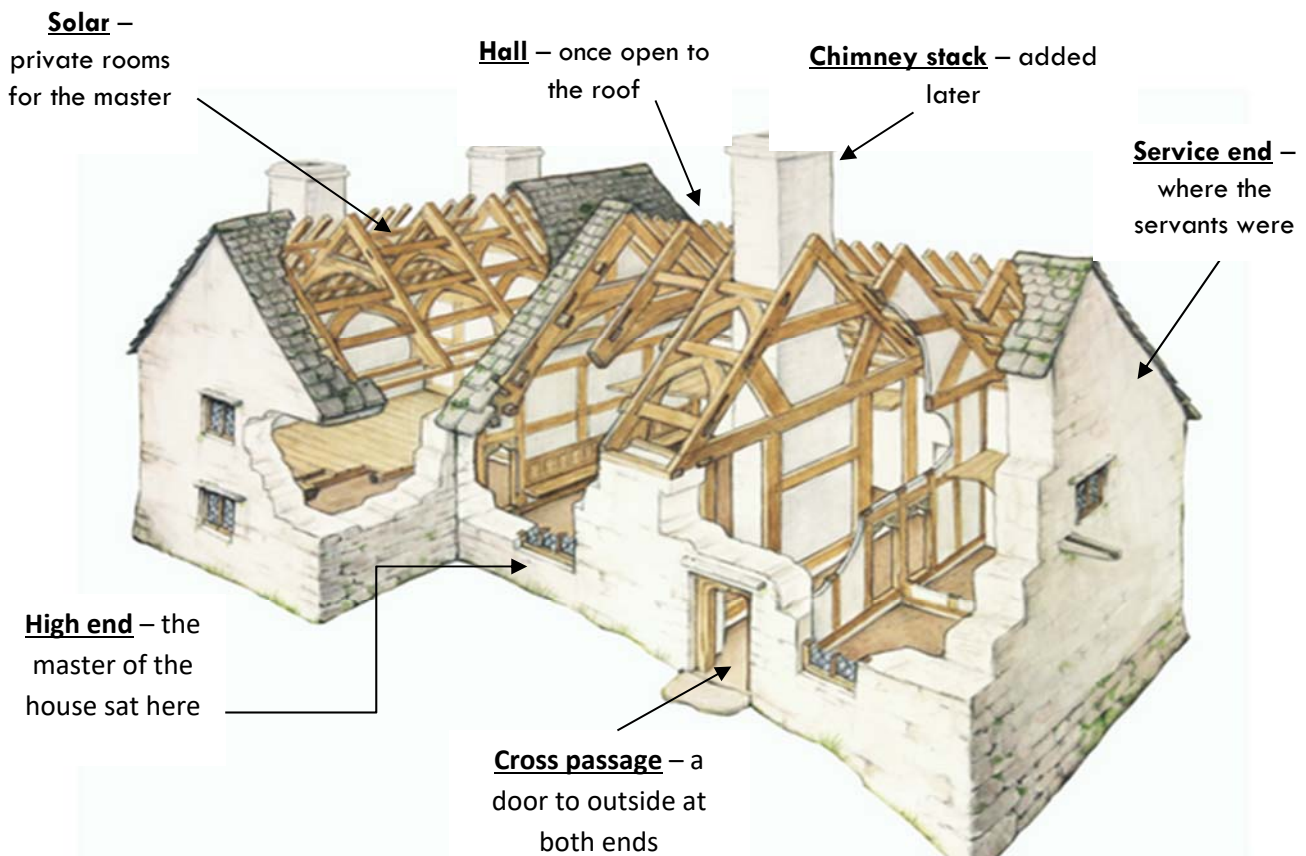 Solar –
private rooms
for the master
Hall – once open to
the roof
Chimney stack – added
later
Service end –
where the
servants were
High end – the
master of the
house sat here
Cross passage – a
door to outside at
both ends